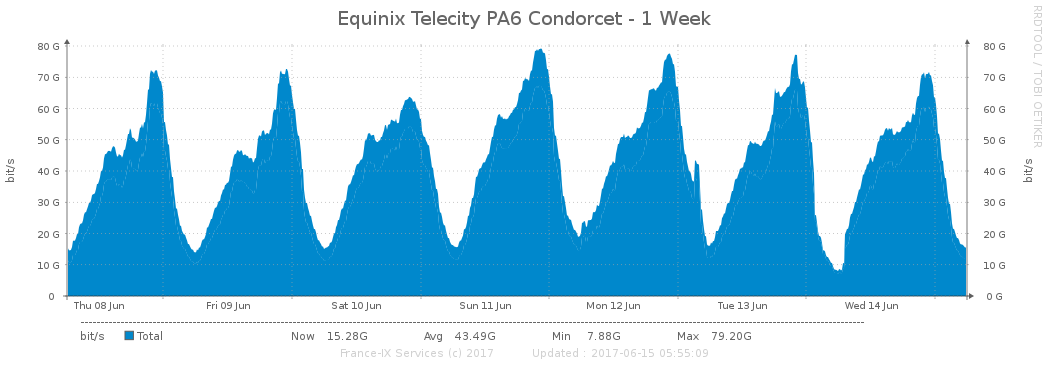 Equinix Telecity PA6 Condorcet - 1 Week
RRDTOOL / TOBI OETIKER
80 G 80 G
70 G 70 G
60 G 60 G
50 G 50 G
40 G 40 G
30 G 30 G
20 G 20 G
10 G 10 G
0 0 G
bit/s
bit/s
Thu 08 Jun Fri 09 Jun Sat 10 Jun Sun 11 Jun Mon 12 Jun Tue 13 Jun Wed 14 Jun
bit/s Total Now 15.28G Avg 43.49G Min 7.88G Max 79.20G
France-IX Services (c) 2017 Updated : 2017-06-15 05:55:09